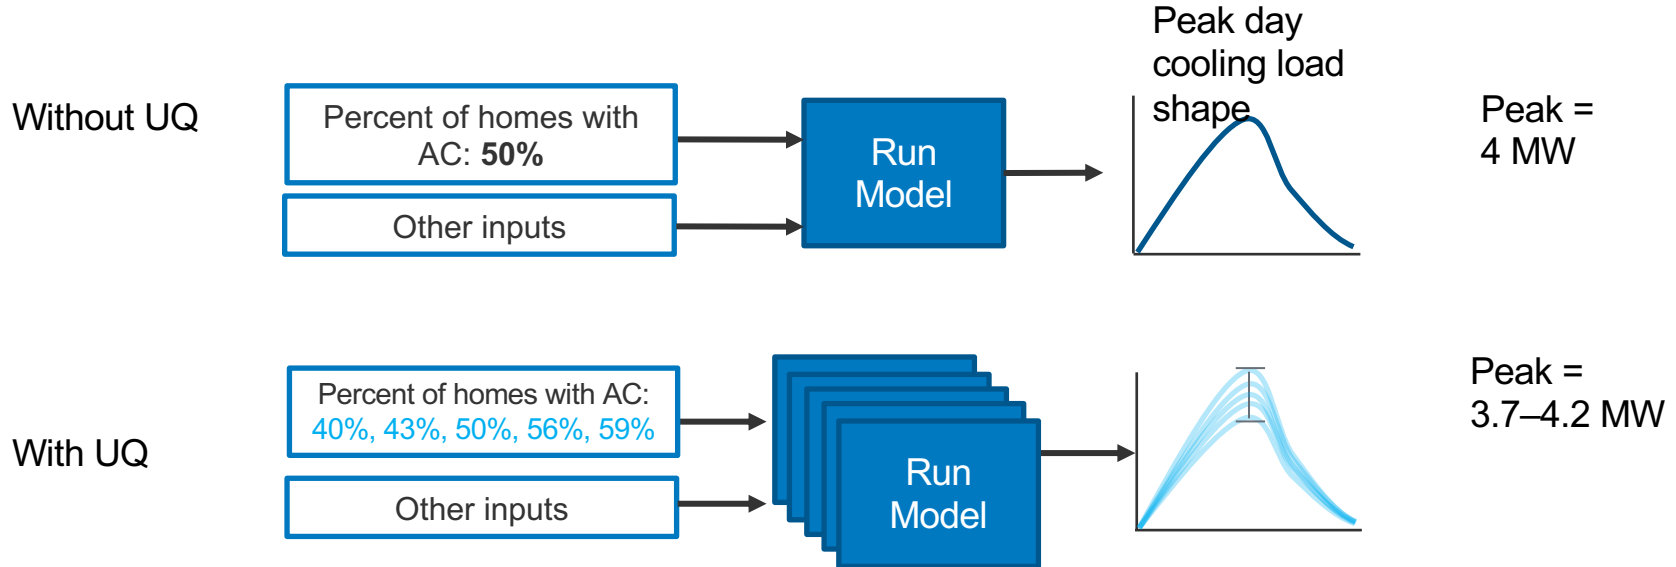 Without UQ
Percent of homes with
AC: 50%
Other inputs
Run
Model
Peak day
cooling load
shape
Peak =
4 MW
With UQ
Percent of homes with AC:
40%, 43%, 50%, 56%, 59%
Other inputs
Run
Model
Peak =
3.7–4.2 MW